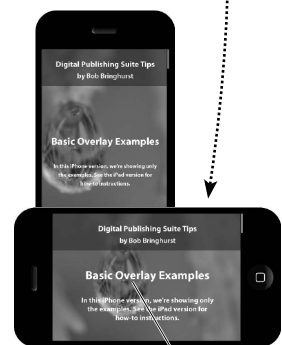 Digital Publishing Suite Tips
by Bob Bringhurst
Basic Overlay Examples
In this iPhone version, we're showing only
the examples. See the iPad version for
how-to instructions.
Digital Publishing Suite Tips
by Bob Bringhurst
Basic Overlay Examples
In this iPhone version, we're showing only
the examples. See the iPad version for
how-to instructions.